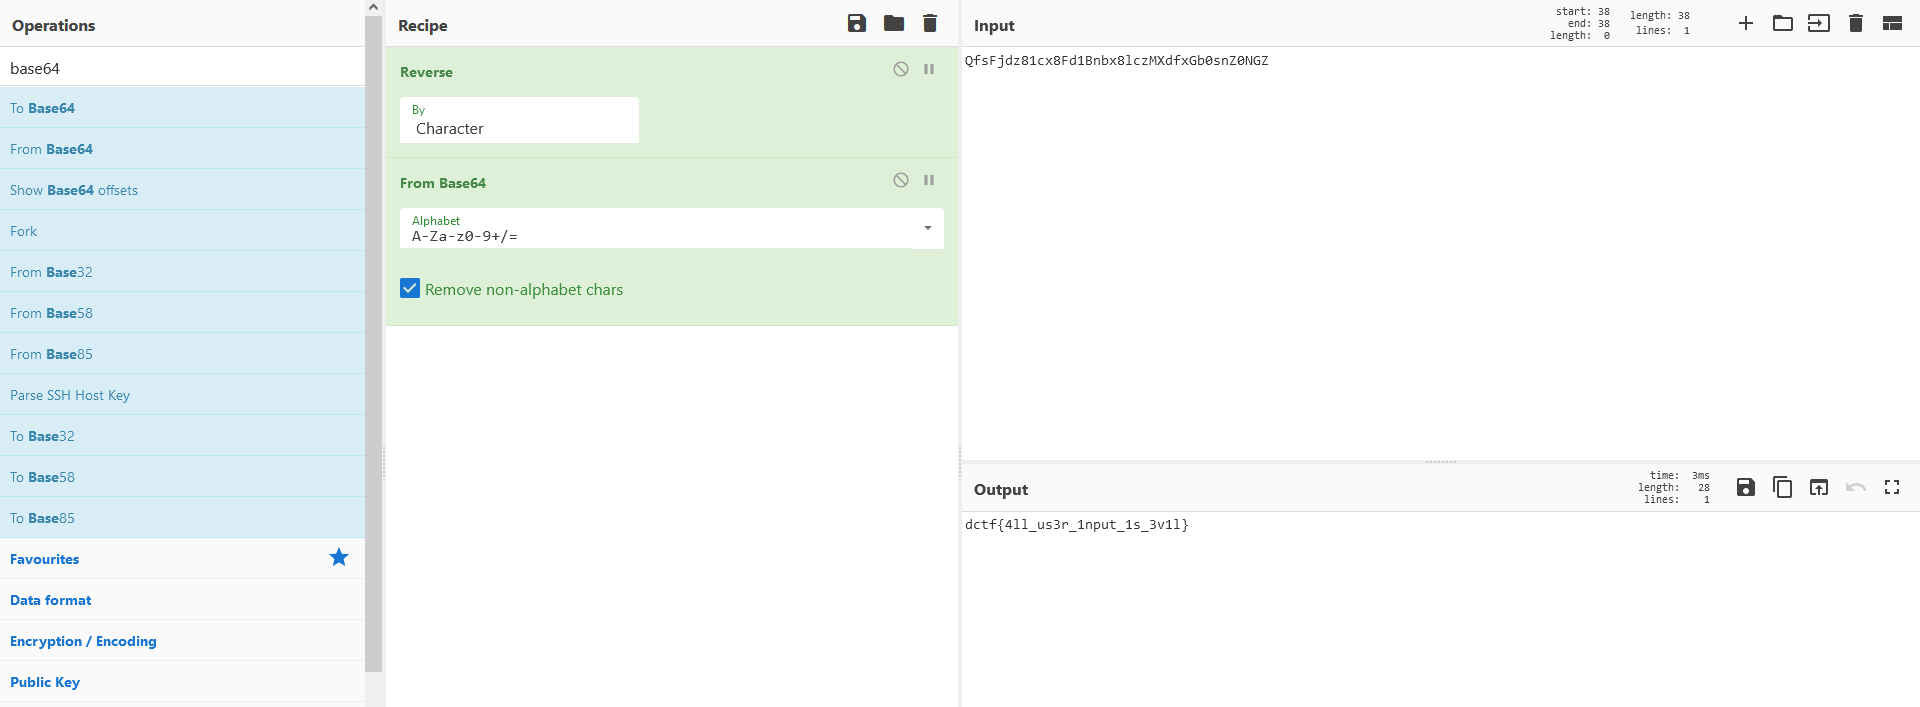 Operations
base64
To Base64
From Base64
Show Base64 offsets
Fork
From Base32
From Base58
From Base85
Parse SSH Host Key
To Base32
To Base58
To Base85
Favourites
Data format
Encryption / Encoding
Public Key
Recipe
Reverse
By
Character
From Base64
Alphabet
A-Za-z0-9+/=
Remove non-alphabet chars
Input
start: 38
end: 38
length: 0
length: 38
lines: 1
QfsFjdz81cx8Fd1Bnbx8lczMXdfxGb0snZ0NGZ
Output
time: 3ms
length: 28
lines: 1
dctf{4ll_us3r_1nput_1s_3v1l}